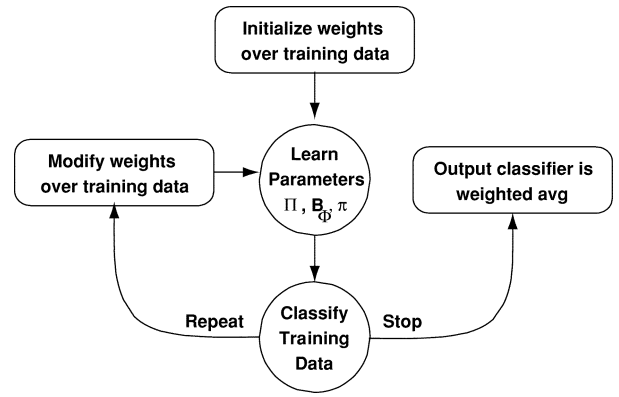 Initialize weights
over training data
Modify weights
over training data
Learn
Parameters
Π , B_Φ, π
Output classifier is
weighted avg
Repeat
Classify
Training
Data
Stop